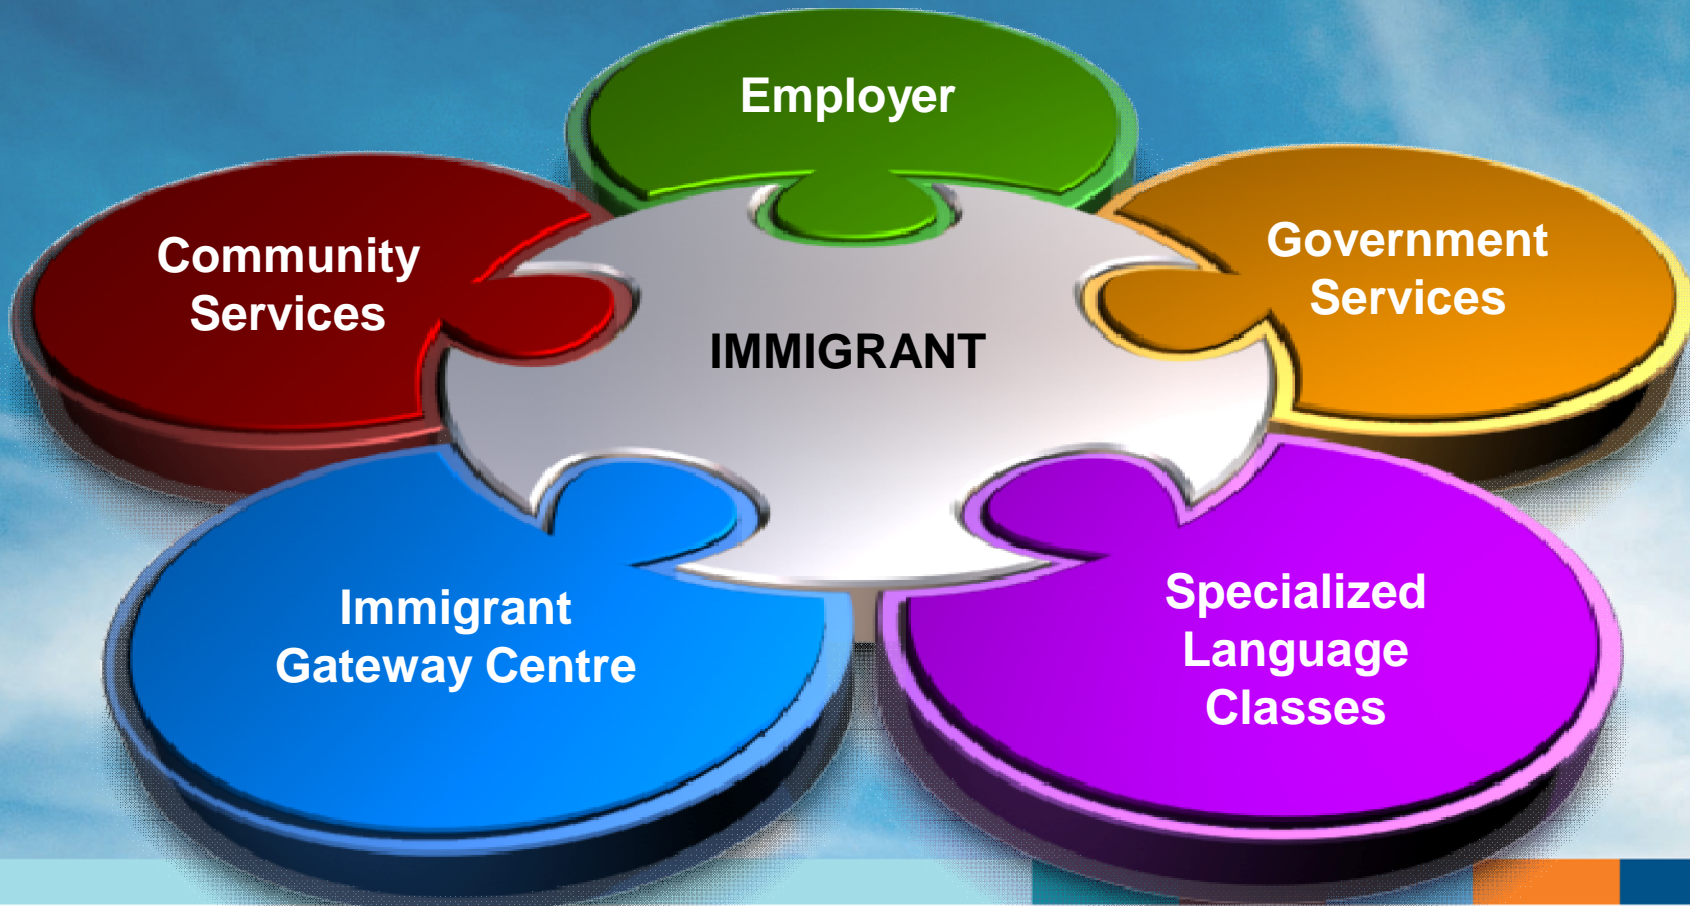 Employer
Community
Services
Government
Services
IMMIGRANT
Immigrant
Gateway Centre
Specialized
Language
Classes